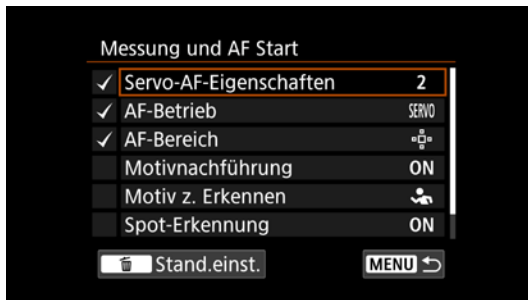 Messung und AF Start
Servo-AF-Eigenschaften 2
AF-Betrieb SERVO
AF-Bereich
Motivnachführung ON
Motiv z. Erkennen
Spot-Erkennung ON
Stand.einst. MENU